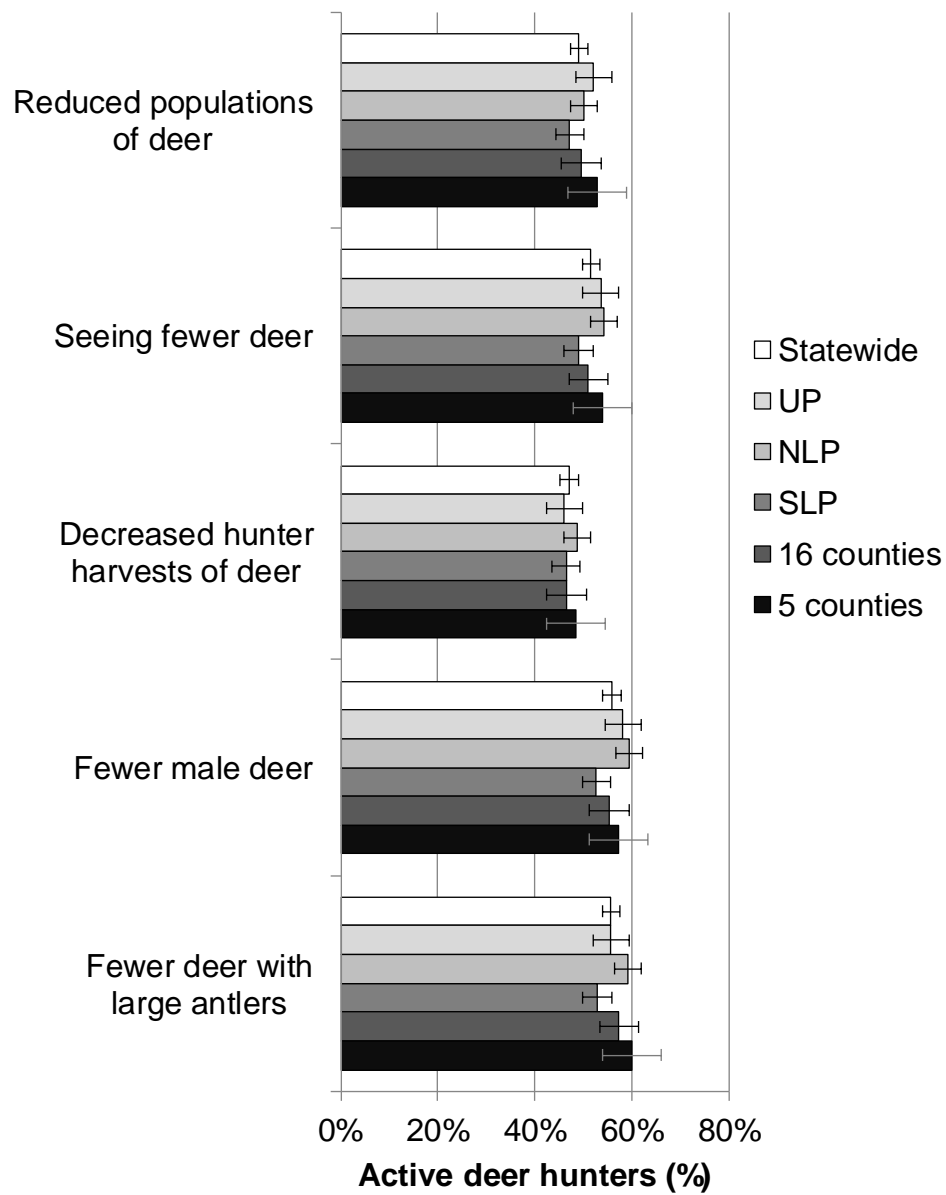 Reduced populations
of deer
Seeing fewer deer
Decreased hunter
harvests of deer
Fewer male deer
Fewer deer with
large antlers
Statewide
UP
NLP
SLP
16 counties
5 counties
0% 20% 40% 60% 80%
Active deer hunters (%)